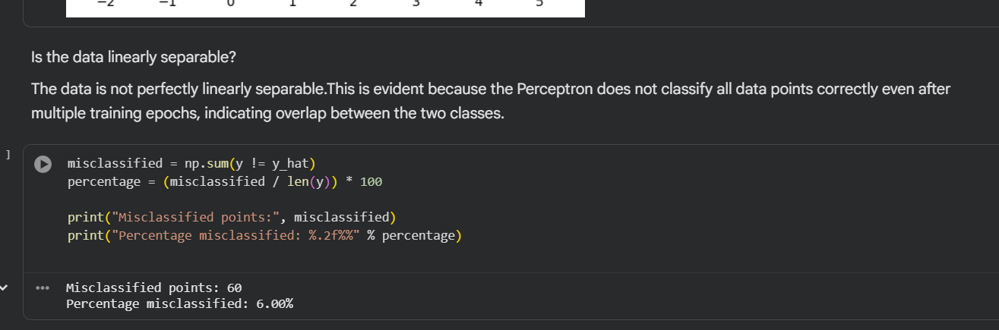 −2 −1 0 1 2 3 4 5
Is the data linearly separable?
The data is not perfectly linearly separable.This is evident because the Perceptron does not classify all data points correctly even after
multiple training epochs, indicating overlap between the two classes.
]
misclassified = np.sum(y != y_hat)
percentage = (misclassified / len(y)) * 100
print("Misclassified points:", misclassified)
print("Percentage misclassified: %.2f%%" % percentage)
Misclassified points: 60
Percentage misclassified: 6.00%